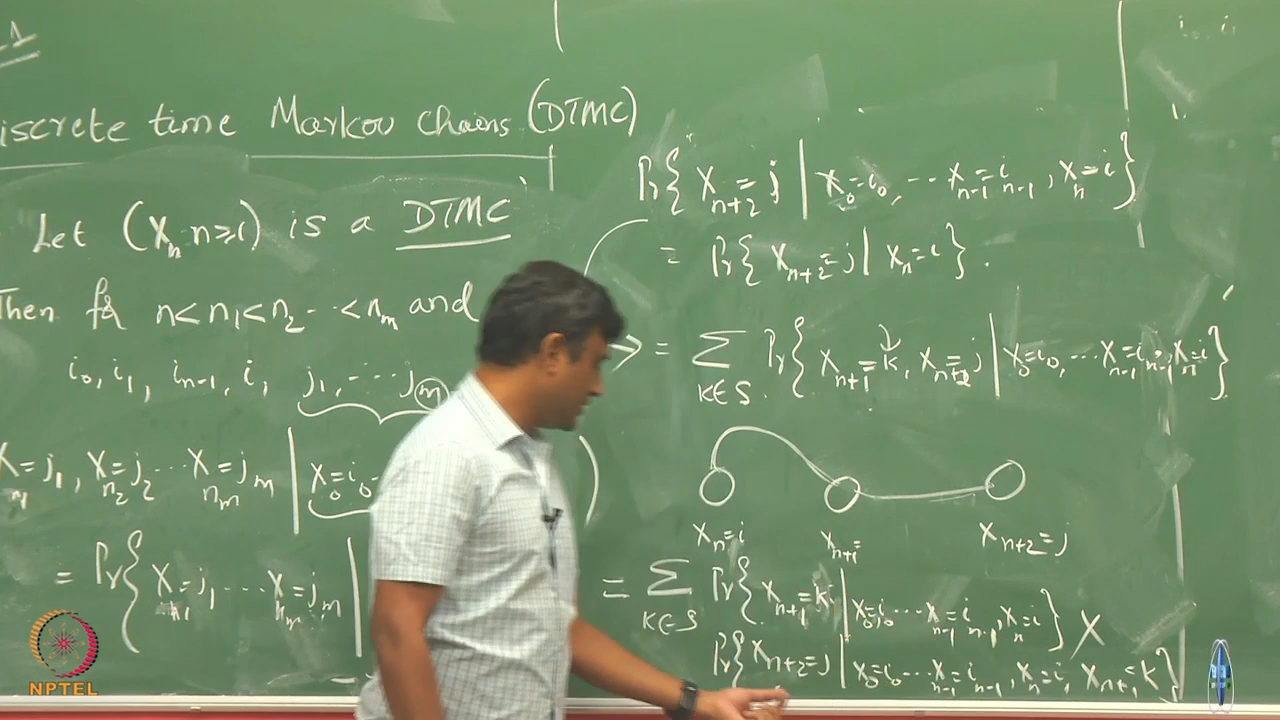 iscrete time Markov Chains (DTMC)
Let (X_n n≥1) is a DTMC
Then for n<n_1<n_2 ·· <n_m and
i_0, i_1, i_{n-1}, i, j_1, ---- j_m
X_{n_1}=j_1, X_{n_2}=j_2 ··· X_{n_m}=j_m | X_0=i_0 )
= Pr{ X_{n_1}=j_1 ···· X_{n_m}=j_m |
i_0 i_1
Pr{ X_{n+2}=j | X_0=i_0, ··· X_{n-1}=i_{n-1}, X_n=i }
= Pr{ X_{n+2}=j | X_n=i }.
= Σ_{k∈S} Pr{ X_{n+1}=k, X_{n+2}=j | X_0=i_0, ··· X_{n-1}=i_{n-1}, X_n=i }
X_n=i X_{n+1}= X_{n+2}=j
= Σ_{k∈S} Pr{ X_{n+1}=k | X_0=i_0 ··· X_{n-1}=i_{n-1}, X_n=i } X
Pr{ X_{n+2}=j | X_0=i_0 ··· X_{n-1}=i_{n-1}, X_n=i, X_{n+1}=k }
NPTEL